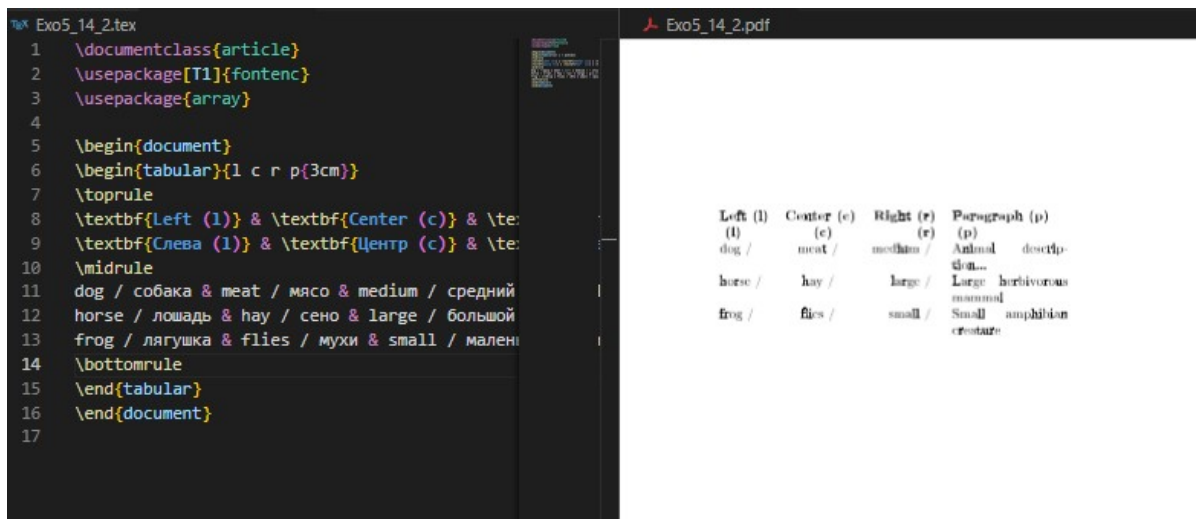 Exo5_14_2.tex
1 \documentclass{article}
2 \usepackage[T1]{fontenc}
3 \usepackage{array}
4
5 \begin{document}
6 \begin{tabular}{l c r p{3cm}}
7 \toprule
8 \textbf{Left (l)} & \textbf{Center (c)} & \te
9 \textbf{Слева (l)} & \textbf{Центр (c)} & \te
10 \midrule
11 dog / собака & meat / мясо & medium / средний
12 horse / лошадь & hay / сено & large / большой
13 frog / лягушка & flies / мухи & small / мален
14 \bottomrule
15 \end{tabular}
16 \end{document}
17
Exo5_14_2.pdf
Left (l) Center (c) Right (r) Paragraph (p)
(l) (c) (r) (p)
dog / meat / medium / Animal descrip-
tion...
horse / hay / large / Large herbivorous
mammal
frog / flies / small / Small amphibian
creature